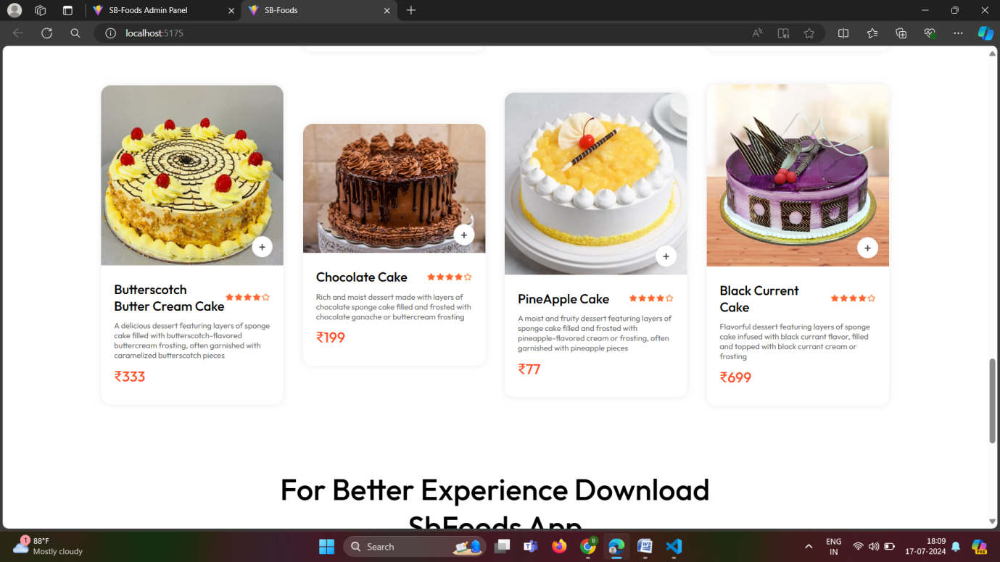 SB-Foods Admin Panel
SB-Foods
localhost:5175
Butterscotch
Butter Cream Cake
A delicious dessert featuring layers of sponge
cake filled with butterscotch-flavored
buttercream frosting, often garnished with
caramelized butterscotch pieces
₹333
Chocolate Cake
Rich and moist dessert made with layers of
chocolate sponge cake filled and frosted with
chocolate ganache or buttercream frosting
₹199
PineApple Cake
A moist and fruity dessert featuring layers of
sponge cake filled and frosted with
pineapple-flavored cream or frosting, often
garnished with pineapple pieces
₹77
Black Current
Cake
Flavorful dessert featuring layers of sponge
cake infused with black currant flavor, filled
and topped with black currant cream or
frosting
₹699
For Better Experience Download
SbFoods App
1
88°F
Mostly cloudy
Search
B
ENG
IN
18:09
17-07-2024
PRE